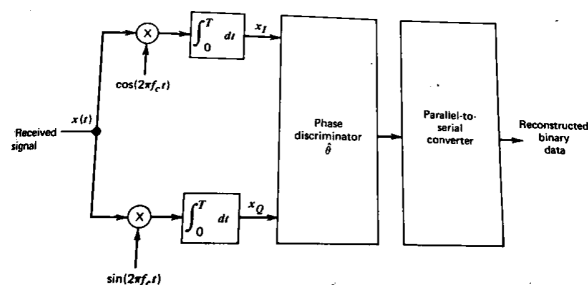 x_I
∫_0^T dt
cos(2πf_c t)
x(t)
Received
signal
Phase
discriminator
θ̂
Parallel-to-
serial
converter
Reconstructed
binary
data
x_Q
∫_0^T dt
sin(2πf_c t)